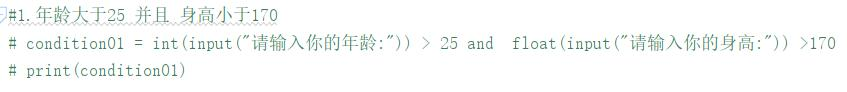 #1.年龄大于25 并且 身高小于170
# condition01 = int(input("请输入你的年龄:")) > 25 and  float(input("请输入你的身高:")) >170
# print(condition01)